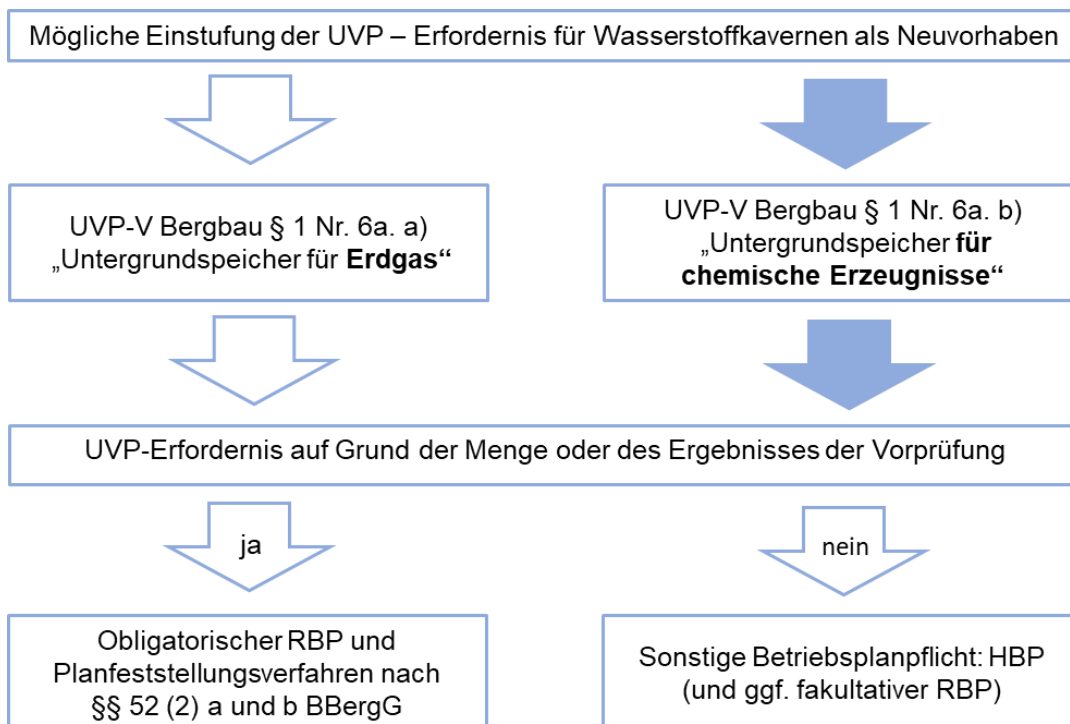 Mögliche Einstufung der UVP – Erfordernis für Wasserstoffkavernen als Neuvorhaben
UVP-V Bergbau § 1 Nr. 6a. a)
„Untergrundspeicher für Erdgas“
UVP-V Bergbau § 1 Nr. 6a. b)
„Untergrundspeicher für
chemische Erzeugnisse“
UVP-Erfordernis auf Grund der Menge oder des Ergebnisses der Vorprüfung
ja
nein
Obligatorischer RBP und
Planfeststellungsverfahren nach
§§ 52 (2) a und b BBergG
Sonstige Betriebsplanpflicht: HBP
(und ggf. fakultativer RBP)